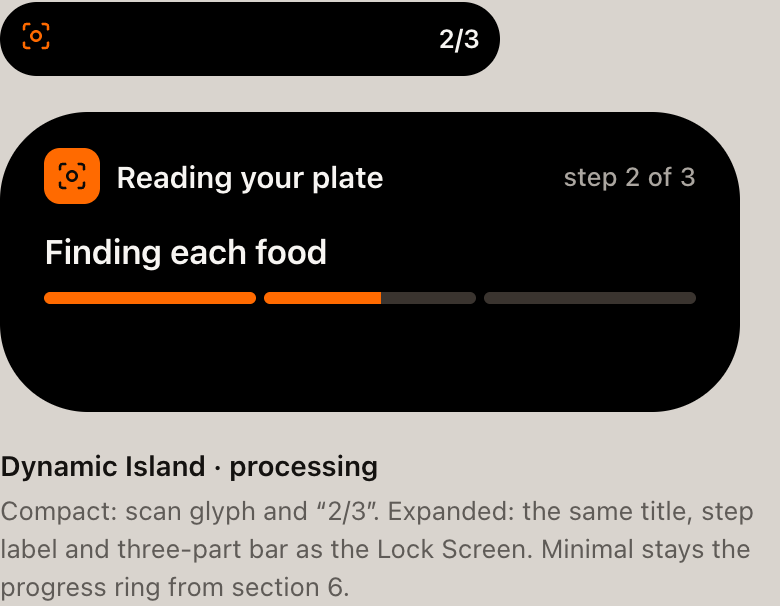 2/3
Reading your plate
step 2 of 3
Finding each food
Dynamic Island · processing
Compact: scan glyph and “2/3”. Expanded: the same title, step
label and three-part bar as the Lock Screen. Minimal stays the
progress ring from section 6.